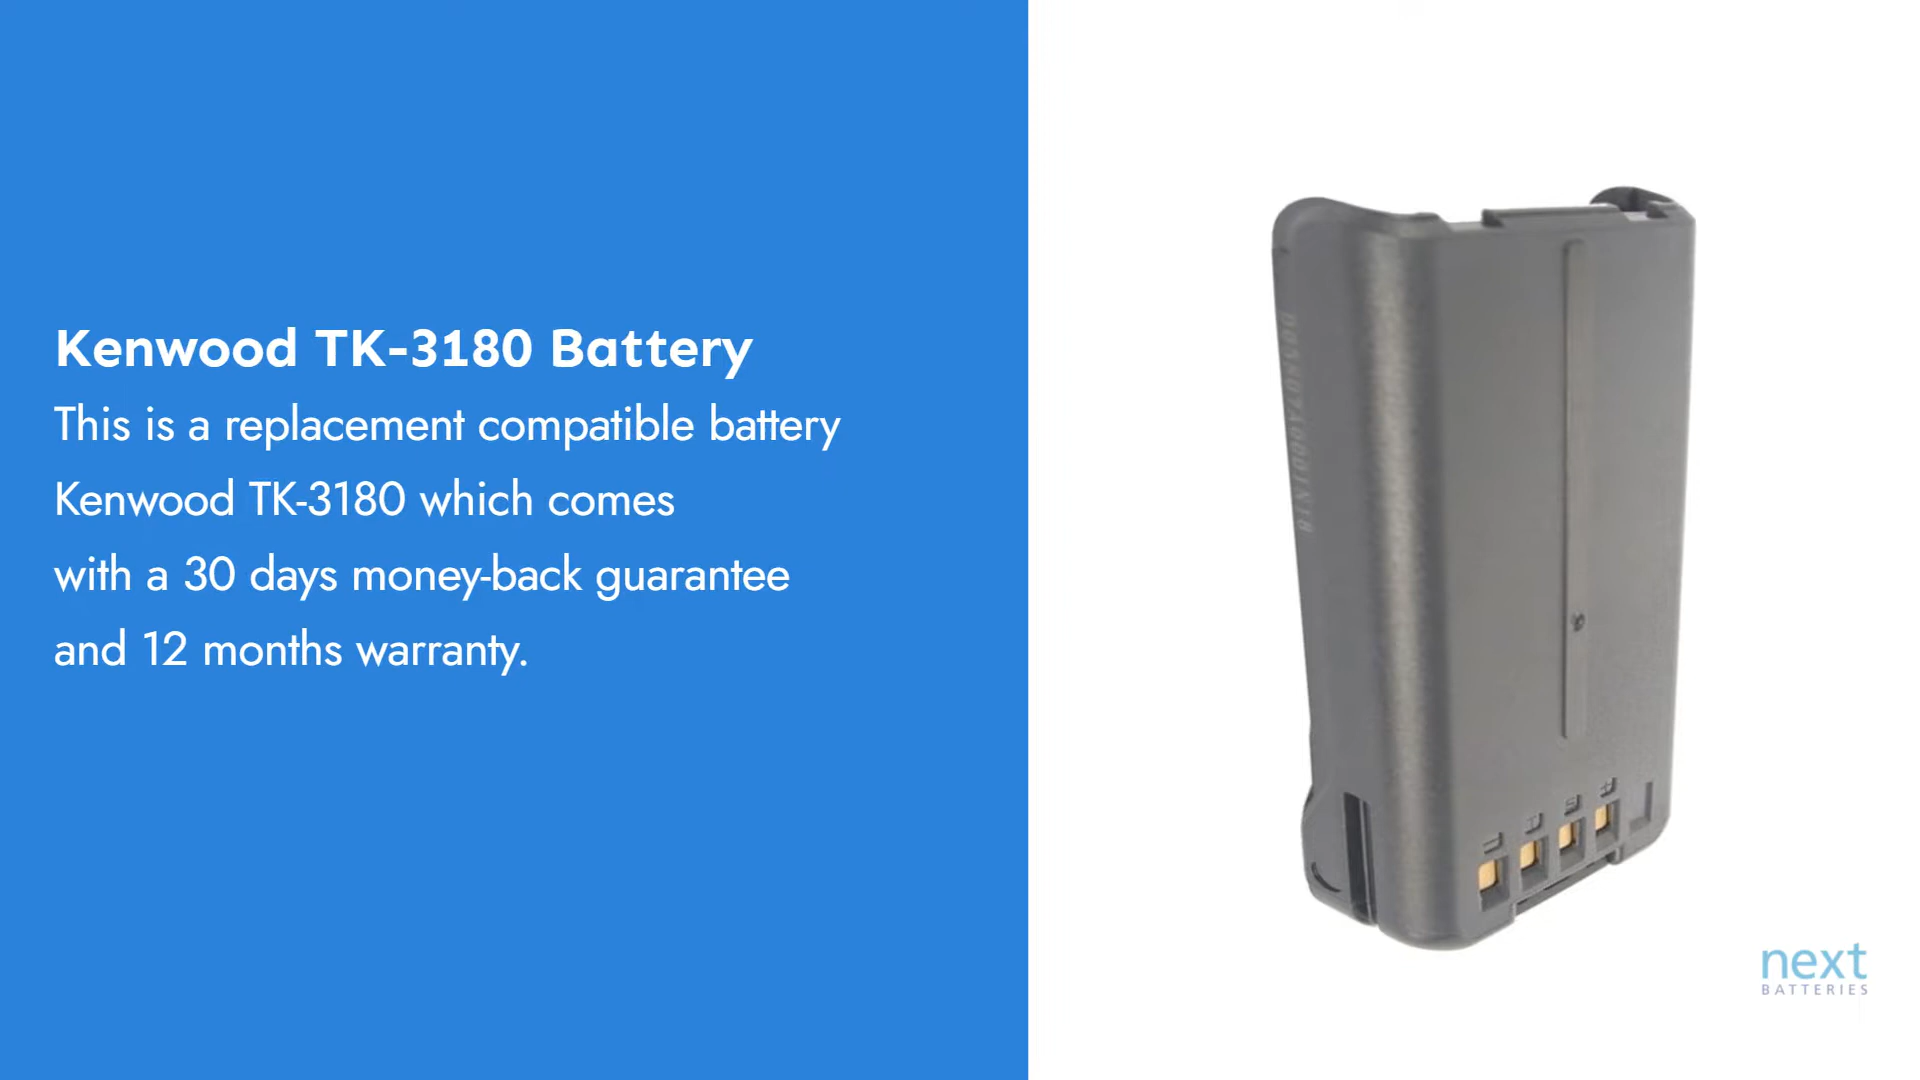 Kenwood TK-3180 Battery
This is a replacement compatible battery
Kenwood TK-3180 which comes
with a 30 days money-back guarantee
and 12 months warranty.
next
BATTERIES